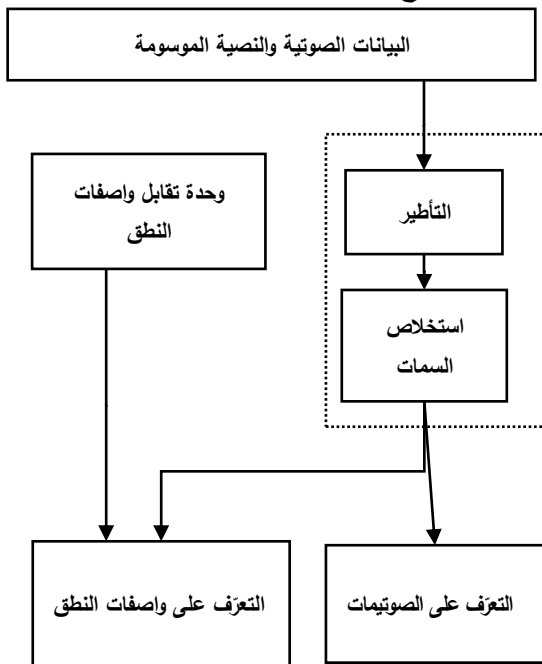 البيانات الصوتية والنصية الموسومة
وحدة تقابل واصفات
النطق
التأطير
استخلاص
السمات
التعرّف على الصوتيمات
التعرّف على واصفات النطق